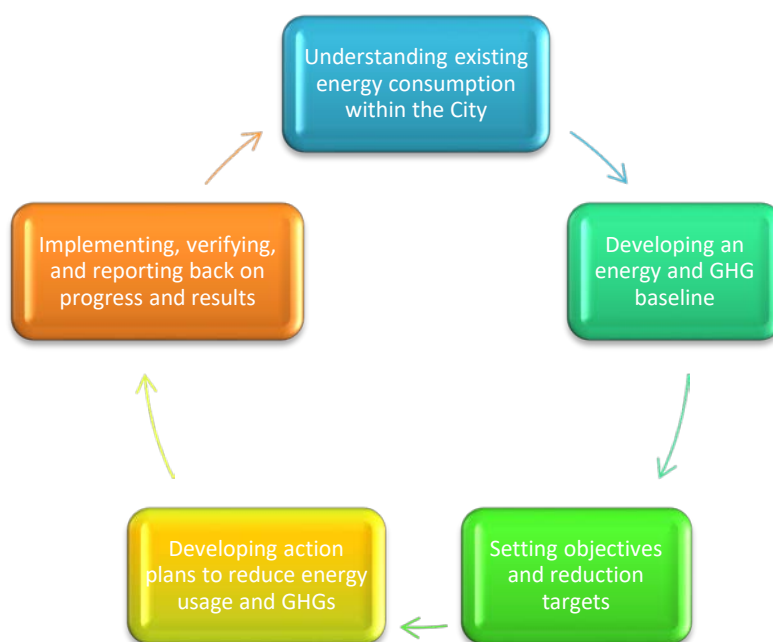 Understanding existing
energy consumption
within the City
Developing an
energy and GHG
baseline
Setting objectives
and reduction
targets
Developing action
plans to reduce energy
usage and GHGs
Implementing, verifying,
and reporting back on
progress and results